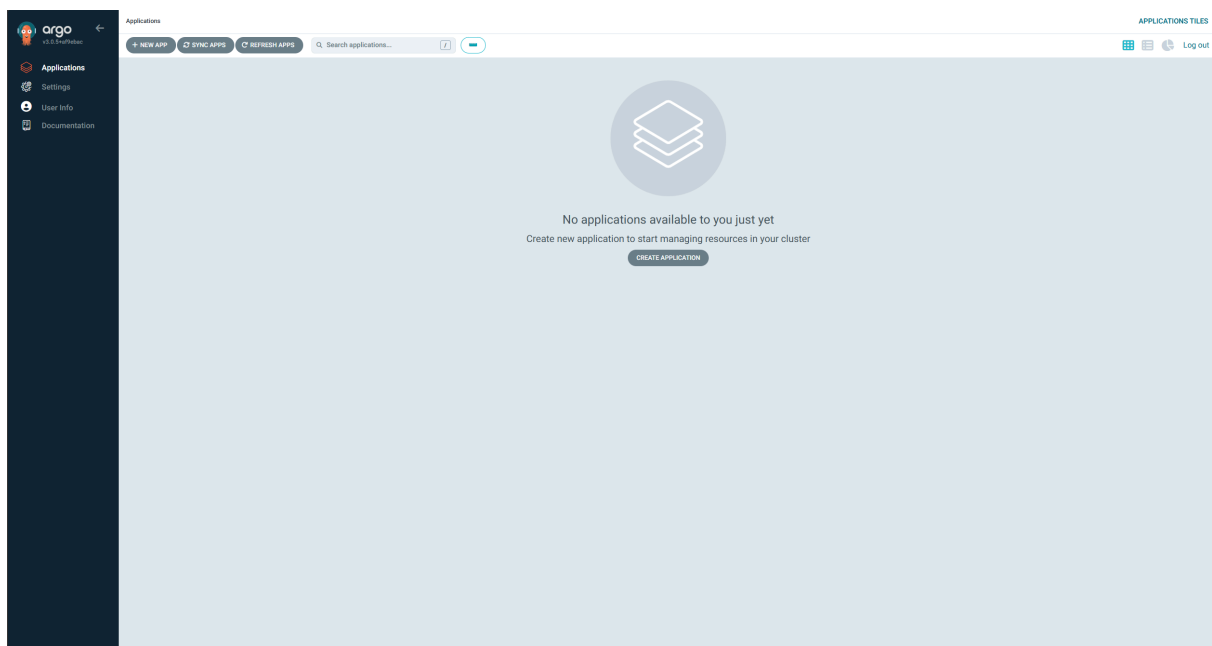 argo
Applications
APPLICATIONS TILES
+ NEW APP
SYNC APPS
REFRESH APPS
Search applications...
/
Log out
Applications
Settings
User Info
Documentation
No applications available to you just yet
Create new application to start managing resources in your cluster
CREATE APPLICATION